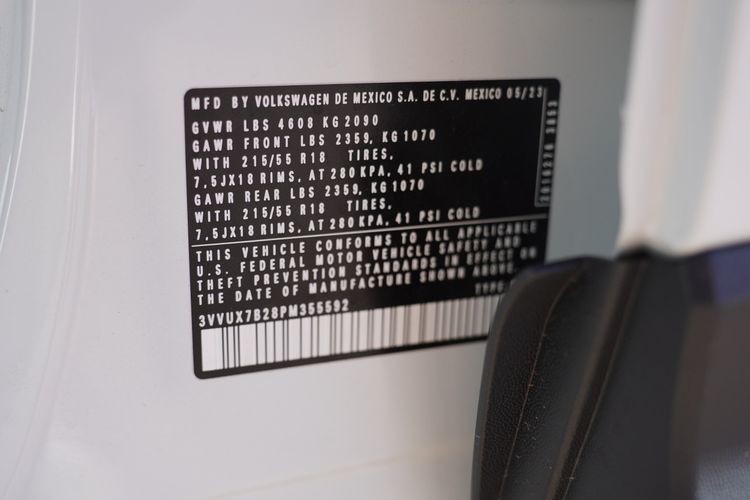 MFD BY VOLKSWAGEN DE MEXICO S.A. DE C.V. MEXICO 05/23
GVWR LBS 4608 KG 2090
GAWR FRONT LBS 2359, KG 1070
WITH 215/55 R18 TIRES,
7,5JX18 RIMS, AT 280 KPA, 41 PSI COLD
GAWR REAR LBS 2359, KG 1070
WITH 215/55 R18 TIRES,
7,5JX18 RIMS, AT 280 KPA, 41 PSI COLD
THIS VEHICLE CONFORMS TO ALL APPLICABLE
U.S. FEDERAL MOTOR VEHICLE SAFETY AND
THEFT PREVENTION STANDARDS IN EFFECT ON
THE DATE OF MANUFACTURE SHOWN ABOVE.
TYPE
3VVUX7B28PM355592